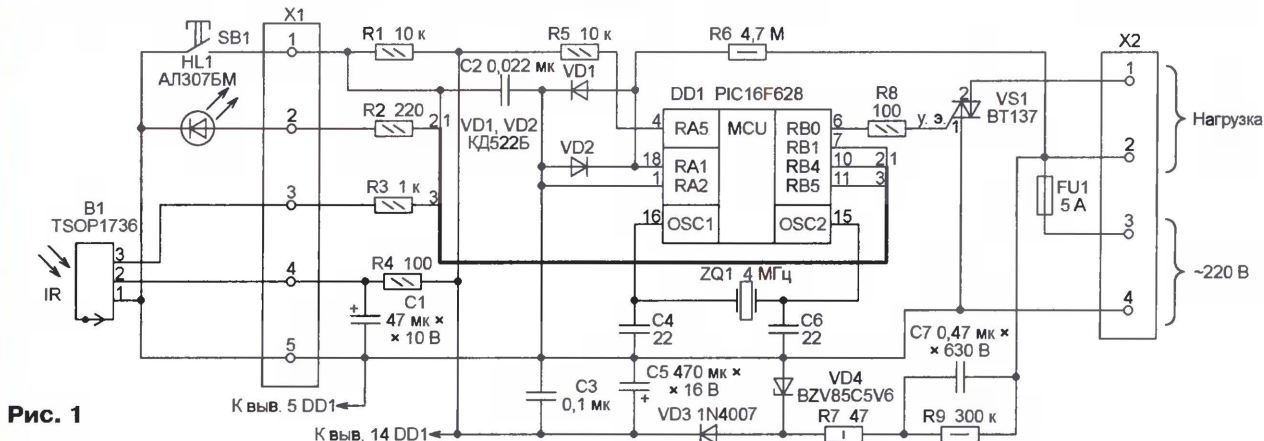 X1
SB1
HL1
АЛ307БМ
1
2
3
4
5
R1 10 к
R2 220
2
1
R3 1 к
3
R4 100
C1
47 мк ×
× 10 В
B1
TSOP1736
3
2
1
IR
К выв. 5 DD1
К выв. 14 DD1
Рис. 1
R5 10 к
C2 0,022 мк
VD1
VD1, VD2
КД522Б
VD2
R6 4,7 М
DD1 PIC16F628
4
RA5
18
RA1
1
RA2
16
OSC1
MCU
RB0
6
RB1
7
RB4
10
2
1
RB5
11
3
OSC2
15
R8
100
у. э.
2
1
VS1
BT137
ZQ1 4 МГц
C4
22
C6
22
C3
0,1 мк
C5 470 мк ×
× 16 В
VD3 1N4007
VD4
BZV85C5V6
R7 47
C7 0,47 мк ×
× 630 В
R9 300 к
FU1
5 А
X2
1
2
3
4
Нагрузка
~220 В